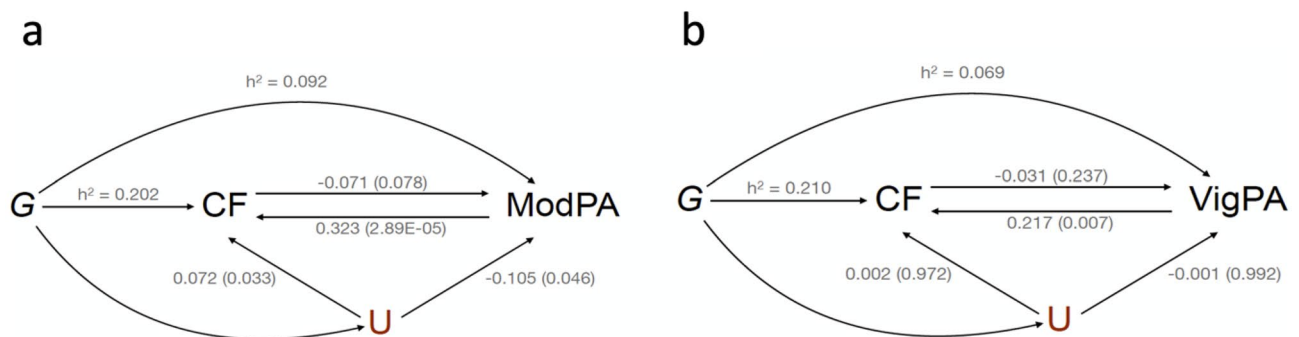 a
h² = 0.092
G
h² = 0.202
CF
-0.071 (0.078)
0.323 (2.89E-05)
ModPA
0.072 (0.033)
-0.105 (0.046)
U
b
h² = 0.069
G
h² = 0.210
CF
-0.031 (0.237)
0.217 (0.007)
VigPA
0.002 (0.972)
-0.001 (0.992)
U